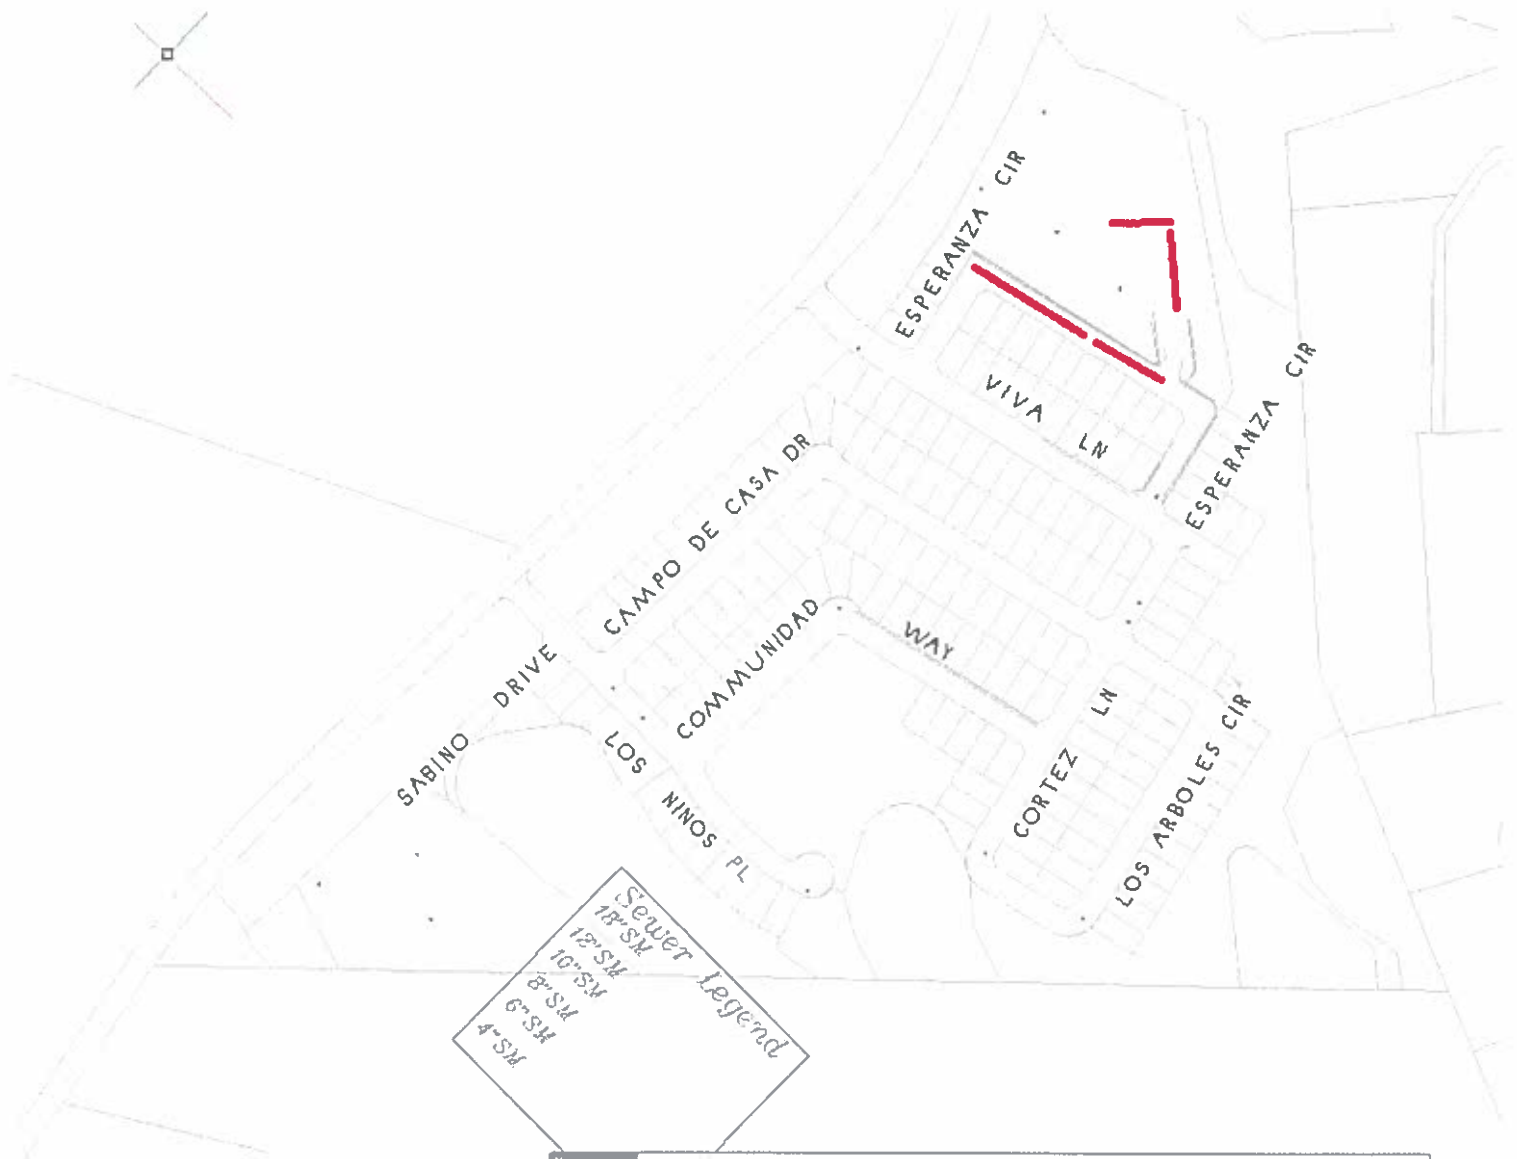 ESPERANZA CIR
VIVA LN
ESPERANZA CIR
CAMPO DE CASA DR
SABINO DRIVE
COMMUNIDAD WAY
LOS NINOS PL
CORTEZ LN
LOS ARBOLES CIR
Sewer Legend
18"SM
12"SM
10"SM
8"SM
6"SM
4"SM